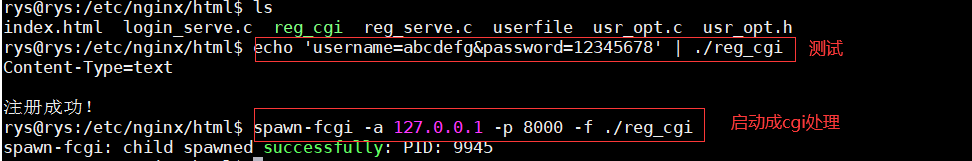 rys@rys:/etc/nginx/html$ ls
index.html login_serve.c reg_cgi reg_serve.c userfile usr_opt.c usr_opt.h
rys@rys:/etc/nginx/html$ echo 'username=abcdefg&password=12345678' | ./reg_cgi 测试
Content-Type=text
注册成功!
rys@rys:/etc/nginx/html$ spawn-fcgi -a 127.0.0.1 -p 8000 -f ./reg_cgi 启动成cgi处理
spawn-fcgi: child spawned successfully: PID: 9945